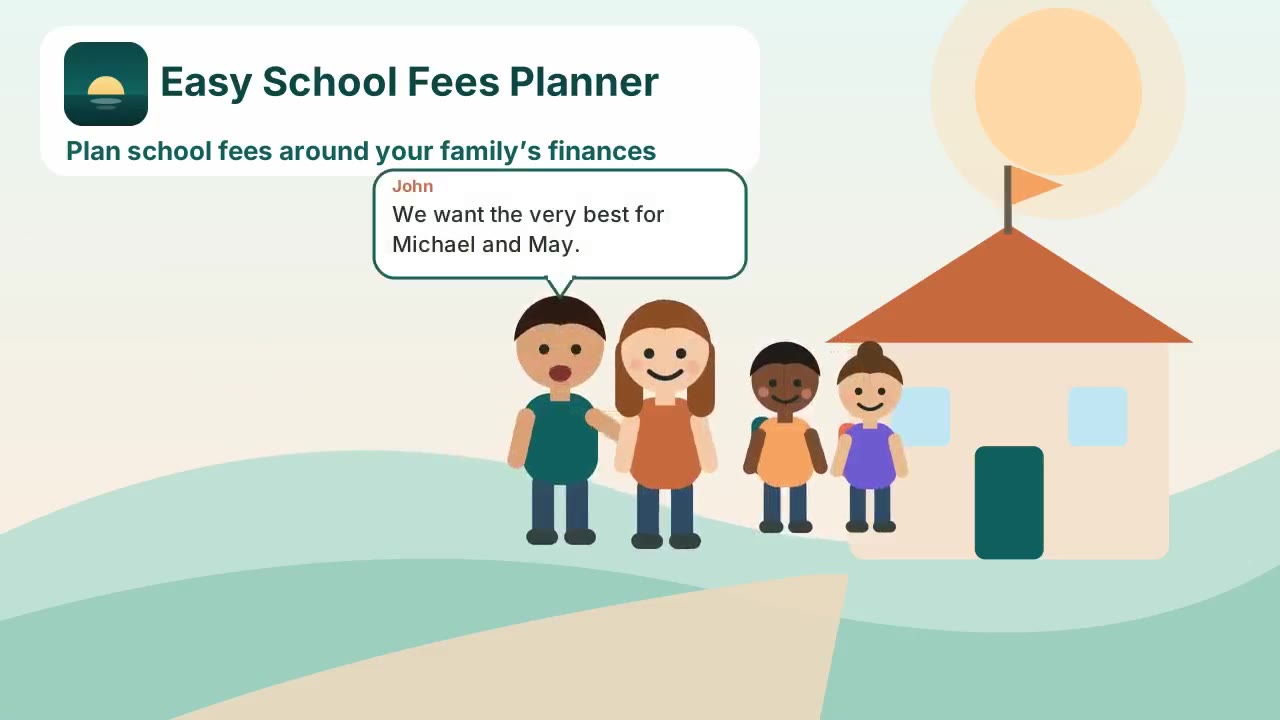 Easy School Fees Planner
Plan school fees around your family’s finances
John
We want the very best for
Michael and May.